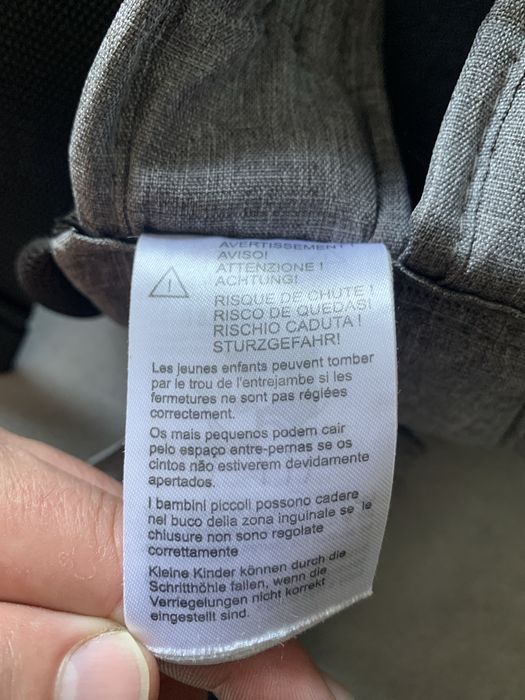 AVERTISSEMENT!
AVISO!
ATTENZIONE !
ACHTUNG!
RISQUE DE CHUTE !
RISCO DE QUEDAS!
RISCHIO CADUTA !
STURZGEFAHR!
Les jeunes enfants peuvent tomber
par le trou de l'entrejambe si les
fermetures ne sont pas régiées
correctement.
Os mais pequenos podem cair
pelo espaço entre-pernas se os
cintos não estiverem devidamente
apertados.
I bambini piccoli possono cadere
nel buco della zona inguinale se le
chiusure non sono regolate
correttamente
Kleine Kinder können durch die
Schritthöhle fallen, wenn die
Verriegelungen nicht korrekt
eingestellt sind.